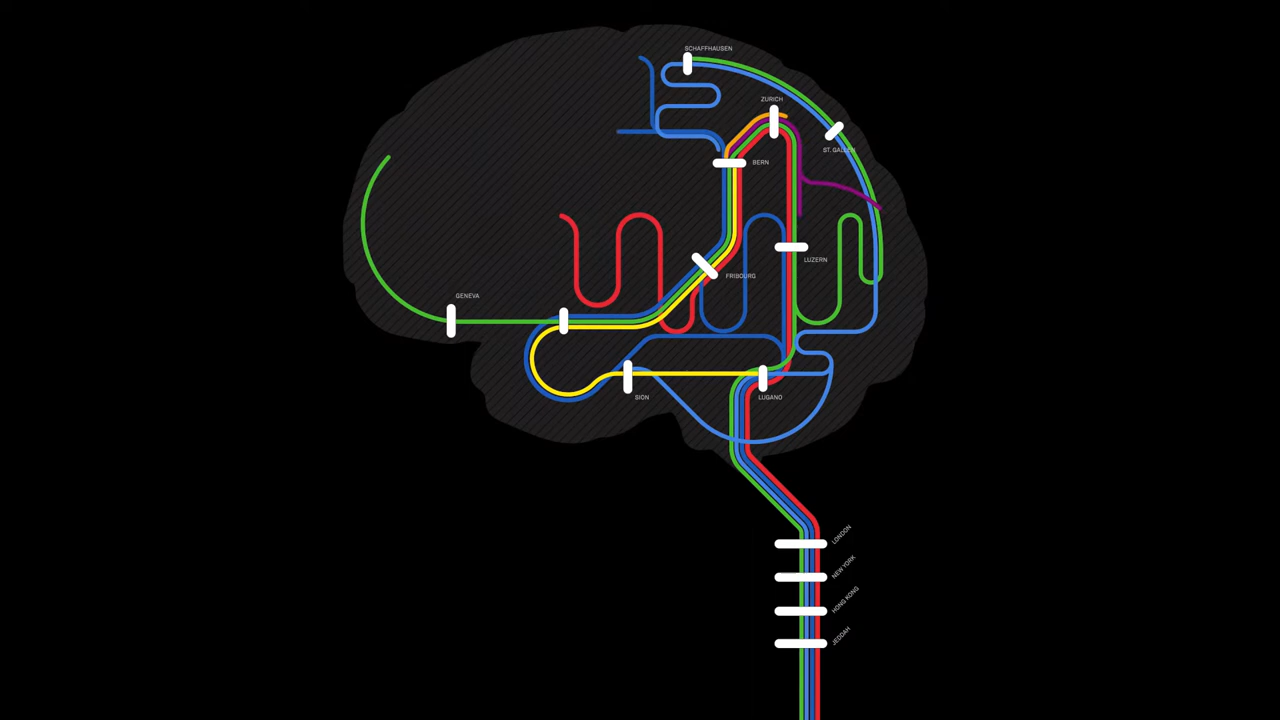 SCHAFFHAUSEN
ZURICH
ST. GALLEN
BERN
LUZERN
FRIBOURG
GENEVA
SION
LUGANO
LONDON
NEW YORK
HONG KONG
JEDDAH